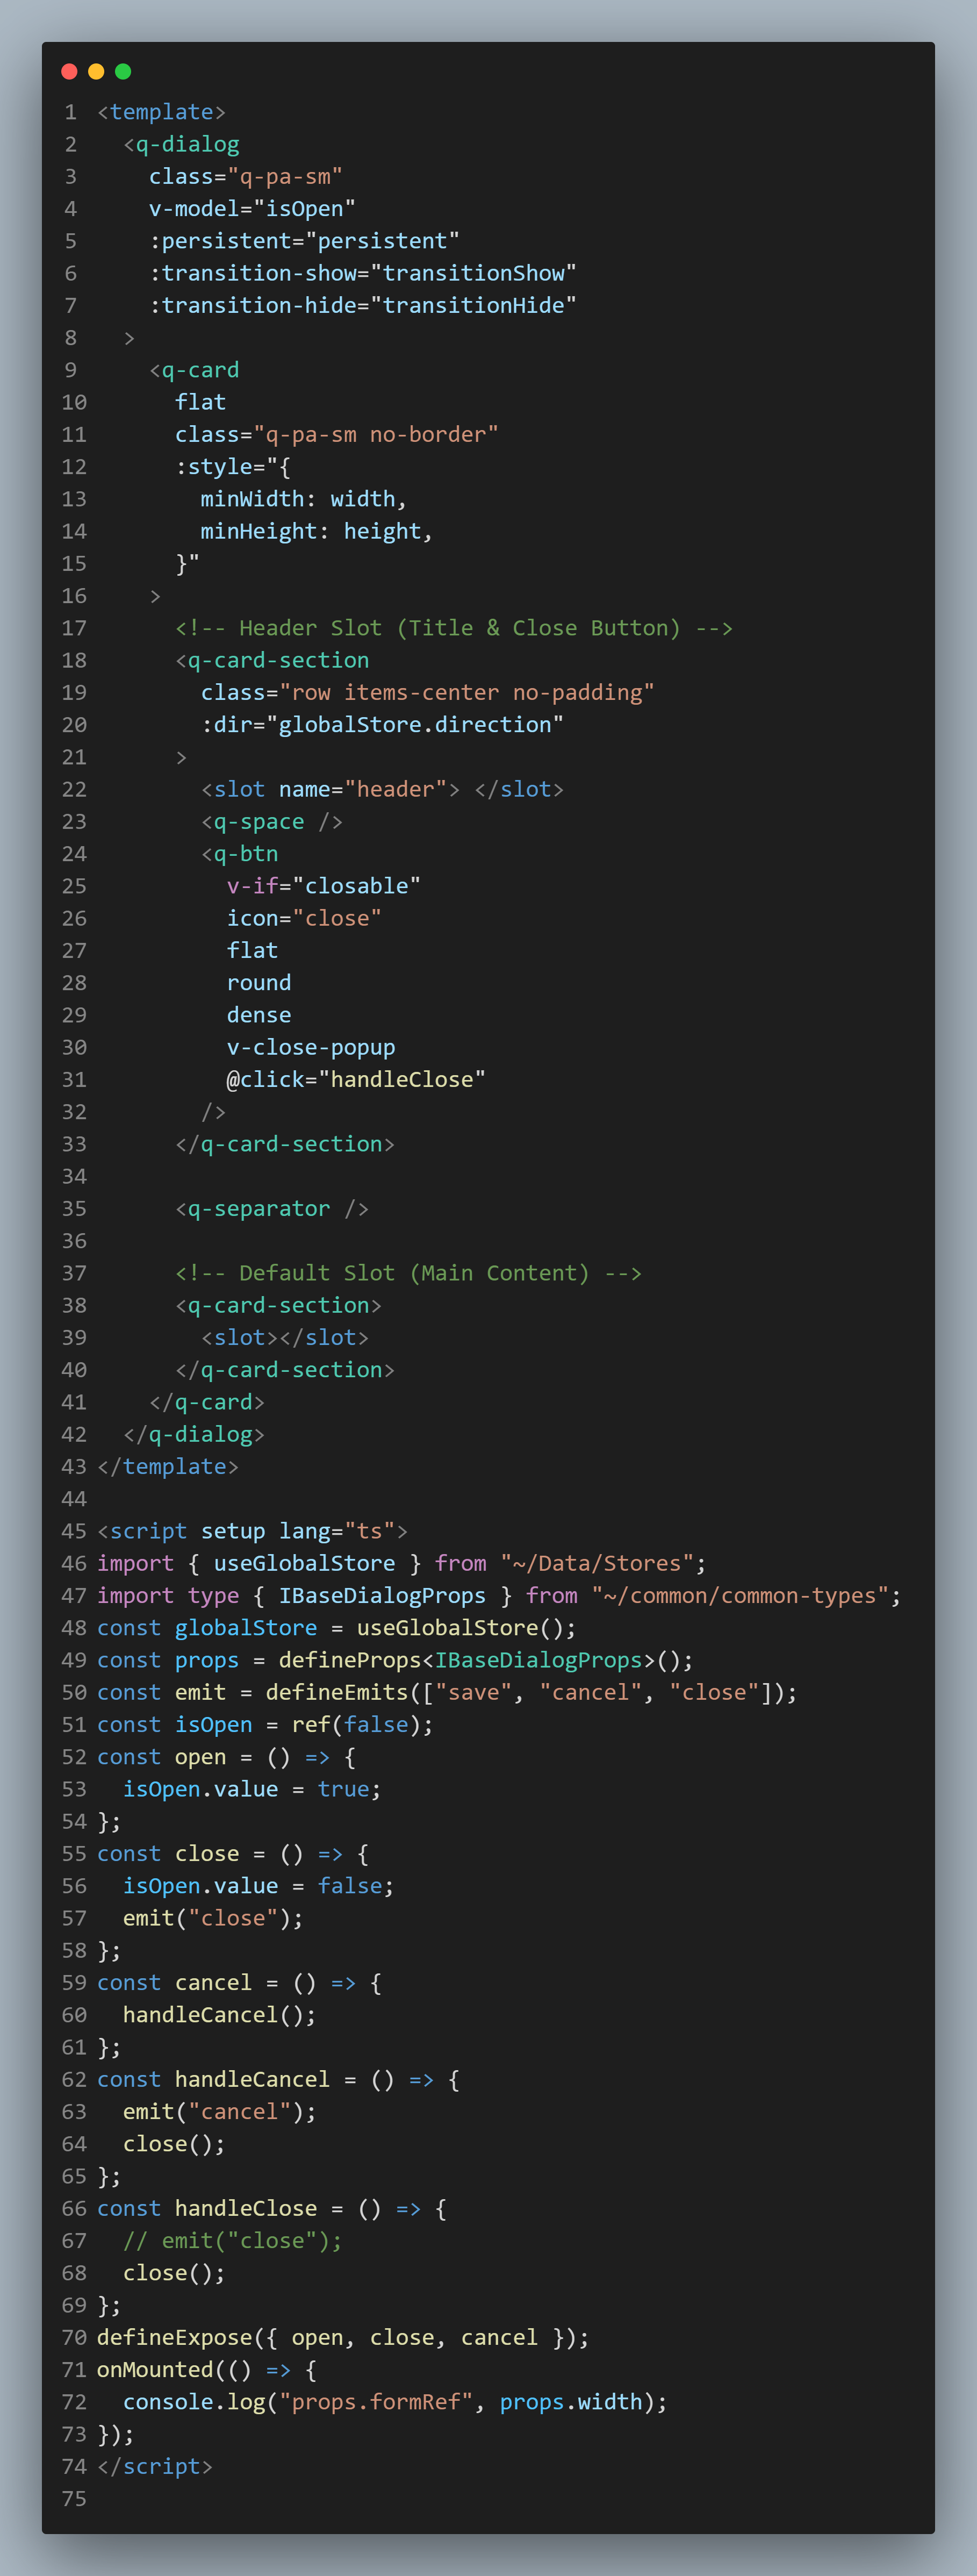 1 <template>
2   <q-dialog
3     class="q-pa-sm"
4     v-model="isOpen"
5     :persistent="persistent"
6     :transition-show="transitionShow"
7     :transition-hide="transitionHide"
8   >
9     <q-card
10       flat
11       class="q-pa-sm no-border"
12       :style="{
13         minWidth: width,
14         minHeight: height,
15       }"
16     >
17       <!-- Header Slot (Title & Close Button) -->
18       <q-card-section
19         class="row items-center no-padding"
20         :dir="globalStore.direction"
21       >
22         <slot name="header"> </slot>
23         <q-space />
24         <q-btn
25           v-if="closable"
26           icon="close"
27           flat
28           round
29           dense
30           v-close-popup
31           @click="handleClose"
32         />
33       </q-card-section>
34
35       <q-separator />
36
37       <!-- Default Slot (Main Content) -->
38       <q-card-section>
39         <slot></slot>
40       </q-card-section>
41     </q-card>
42   </q-dialog>
43 </template>
44
45 <script setup lang="ts">
46 import { useGlobalStore } from "~/Data/Stores";
47 import type { IBaseDialogProps } from "~/common/common-types";
48 const globalStore = useGlobalStore();
49 const props = defineProps<IBaseDialogProps>();
50 const emit = defineEmits(["save", "cancel", "close"]);
51 const isOpen = ref(false);
52 const open = () => {
53   isOpen.value = true;
54 };
55 const close = () => {
56   isOpen.value = false;
57   emit("close");
58 };
59 const cancel = () => {
60   handleCancel();
61 };
62 const handleCancel = () => {
63   emit("cancel");
64   close();
65 };
66 const handleClose = () => {
67   // emit("close");
68   close();
69 };
70 defineExpose({ open, close, cancel });
71 onMounted(() => {
72   console.log("props.formRef", props.width);
73 });
74 </script>
75